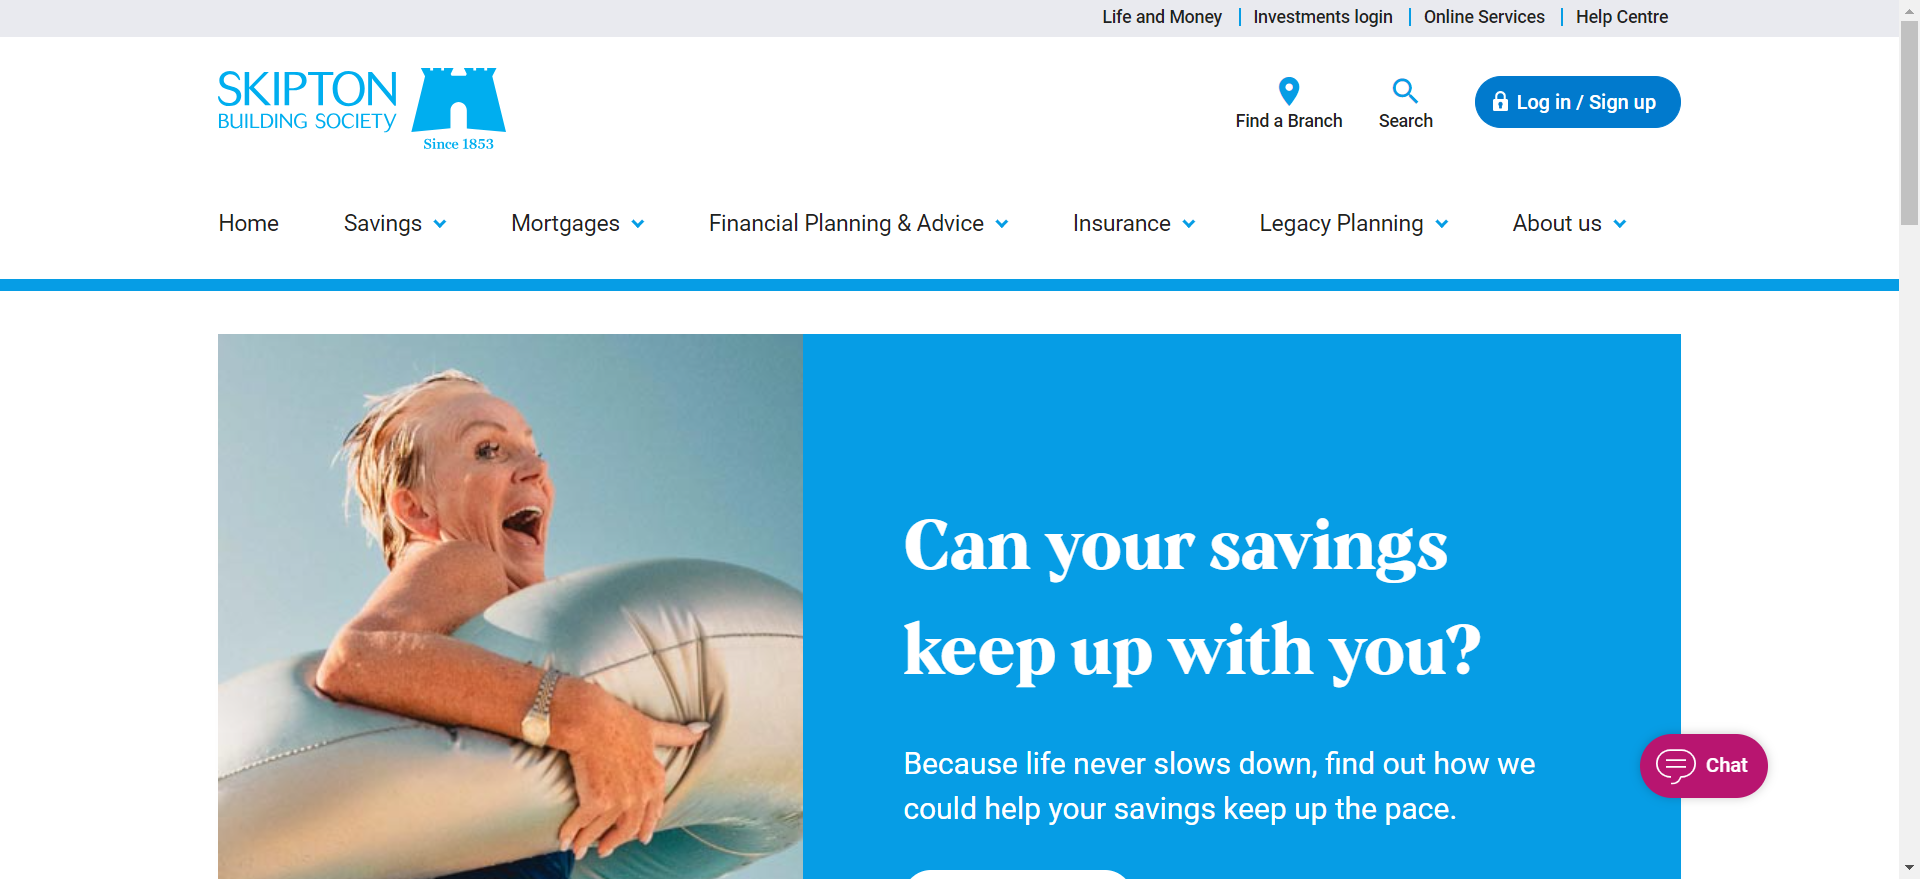 Life and Money
Investments login
Online Services
Help Centre
SKIPTON
BUILDING SOCIETY
Since 1853
Find a Branch
Search
Log in / Sign up
Home
Savings
Mortgages
Financial Planning & Advice
Insurance
Legacy Planning
About us
Can your savings
keep up with you?
Because life never slows down, find out how we
could help your savings keep up the pace.
Chat